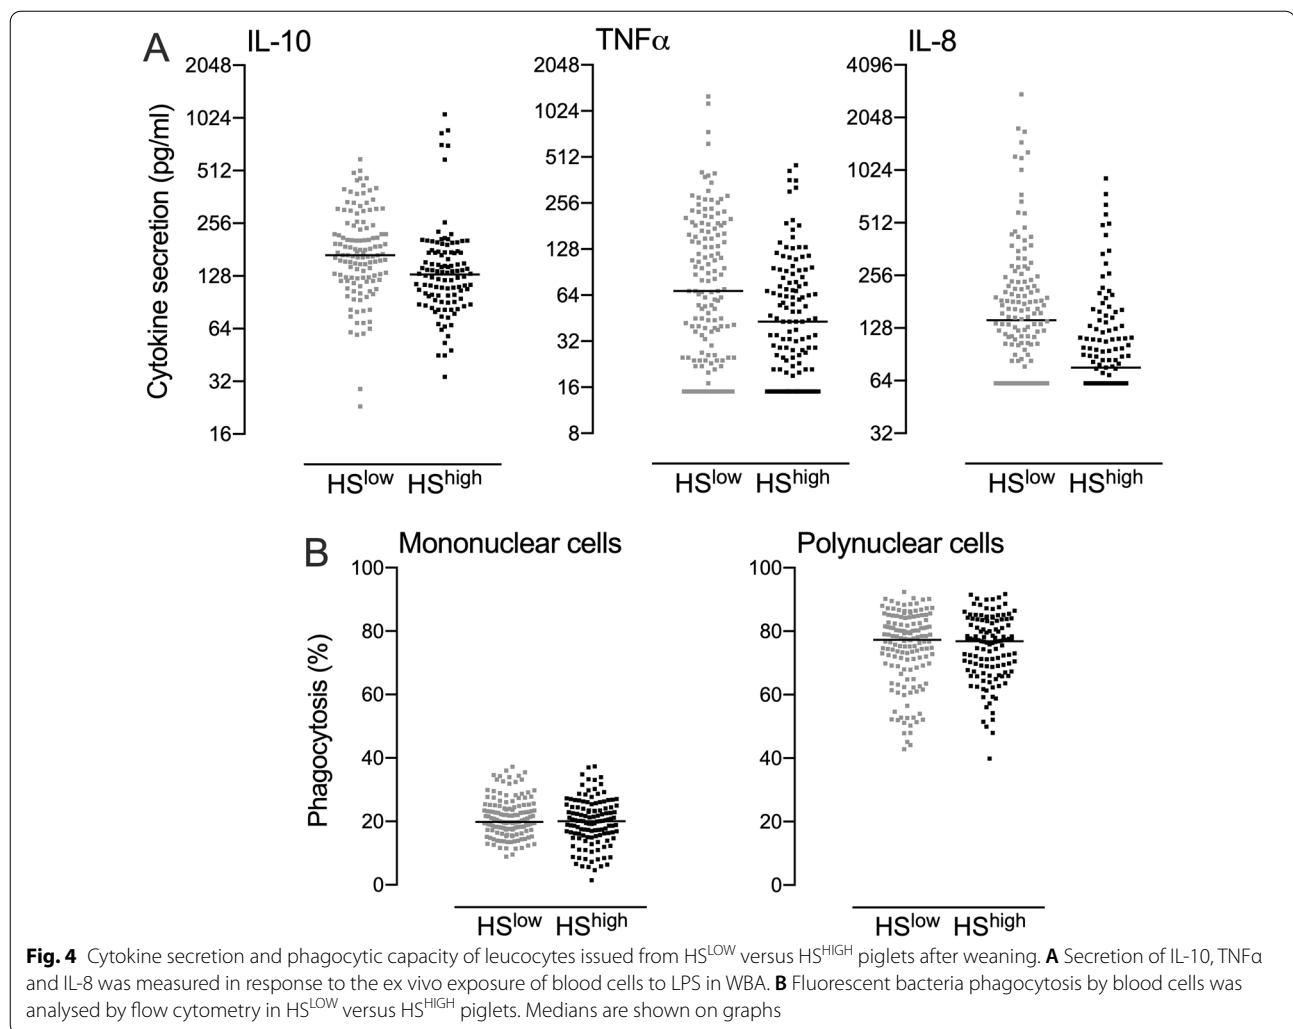 A
IL-10
TNFα
IL-8
Cytokine secretion (pg/ml)
2048
1024
512
256
128
64
32
16
HSlow HShigh
2048
1024
512
256
128
64
32
16
8
HSlow HShigh
4096
2048
1024
512
256
128
64
32
HSlow HShigh
B
Mononuclear cells
Polynuclear cells
Phagocytosis (%)
100
80
60
40
20
0
HSlow HShigh
100
80
60
40
20
0
HSlow HShigh
Fig. 4 Cytokine secretion and phagocytic capacity of leucocytes issued from HSLOW versus HSHIGH piglets after weaning. A Secretion of IL-10, TNFα
and IL-8 was measured in response to the ex vivo exposure of blood cells to LPS in WBA. B Fluorescent bacteria phagocytosis by blood cells was
analysed by flow cytometry in HSLOW versus HSHIGH piglets. Medians are shown on graphs